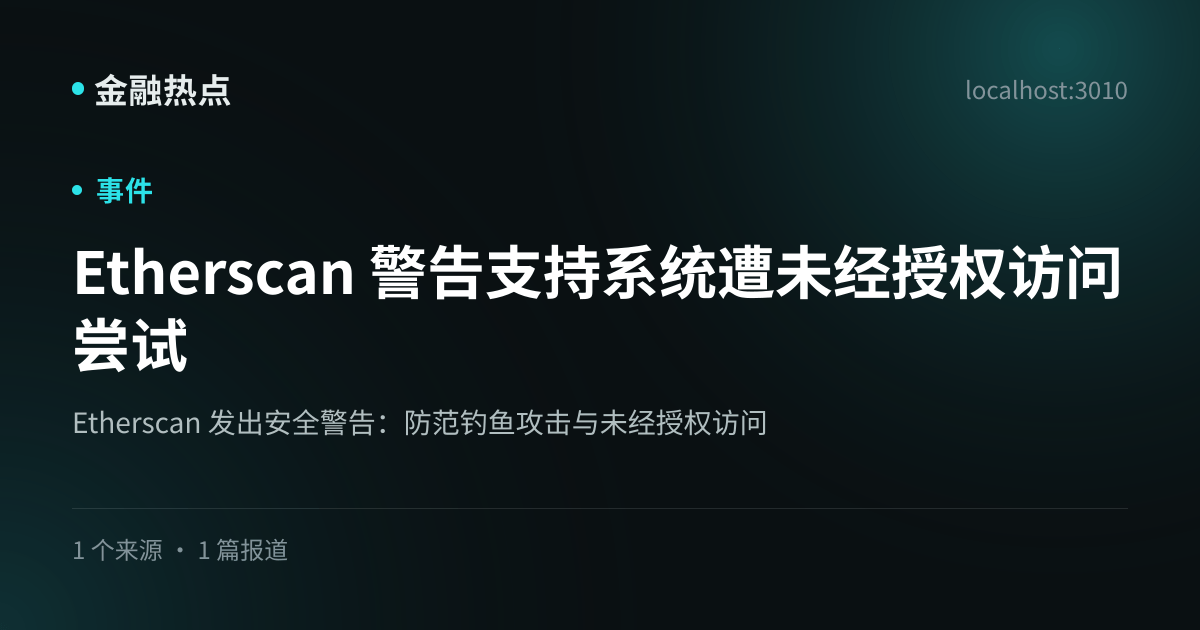 金融热点
localhost:3010
事件
Etherscan 警告支持系统遭未经授权访问
尝试
Etherscan 发出安全警告：防范钓鱼攻击与未经授权访问
1 个来源 · 1 篇报道